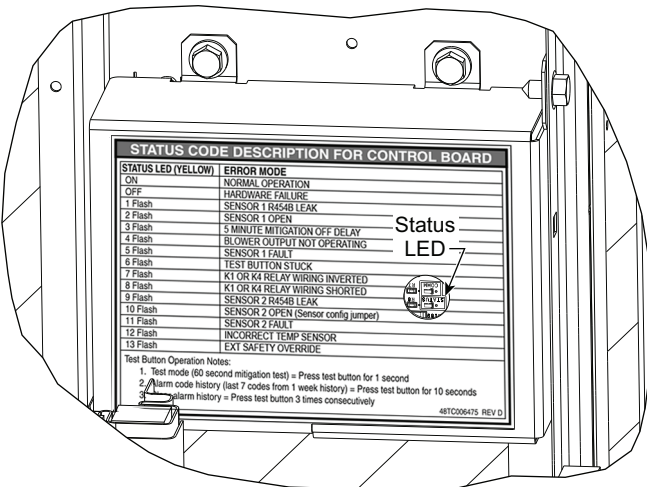 STATUS CODE DESCRIPTION FOR CONTROL BOARD
STATUS LED (YELLOW) ERROR MODE
ON NORMAL OPERATION
OFF HARDWARE FAILURE
1 Flash SENSOR 1 R454B LEAK
2 Flash SENSOR 1 OPEN
3 Flash 5 MINUTE MITIGATION OFF DELAY
4 Flash BLOWER OUTPUT NOT OPERATING
5 Flash SENSOR 1 FAULT
6 Flash TEST BUTTON STUCK
7 Flash K1 OR K4 RELAY WIRING INVERTED
8 Flash K1 OR K4 RELAY WIRING SHORTED
9 Flash SENSOR 2 R454B LEAK
10 Flash SENSOR 2 OPEN (Sensor config jumper)
11 Flash SENSOR 2 FAULT
12 Flash INCORRECT TEMP SENSOR
13 Flash EXT SAFETY OVERRIDE
Status
LED
COMM
STATUS
Test Button Operation Notes:
1. Test mode (60 second mitigation test) = Press test button for 1 second
2. Alarm code history (last 7 codes from 1 week history) = Press test button for 10 seconds
3. alarm history = Press test button 3 times consecutively
48TC006475 REV D